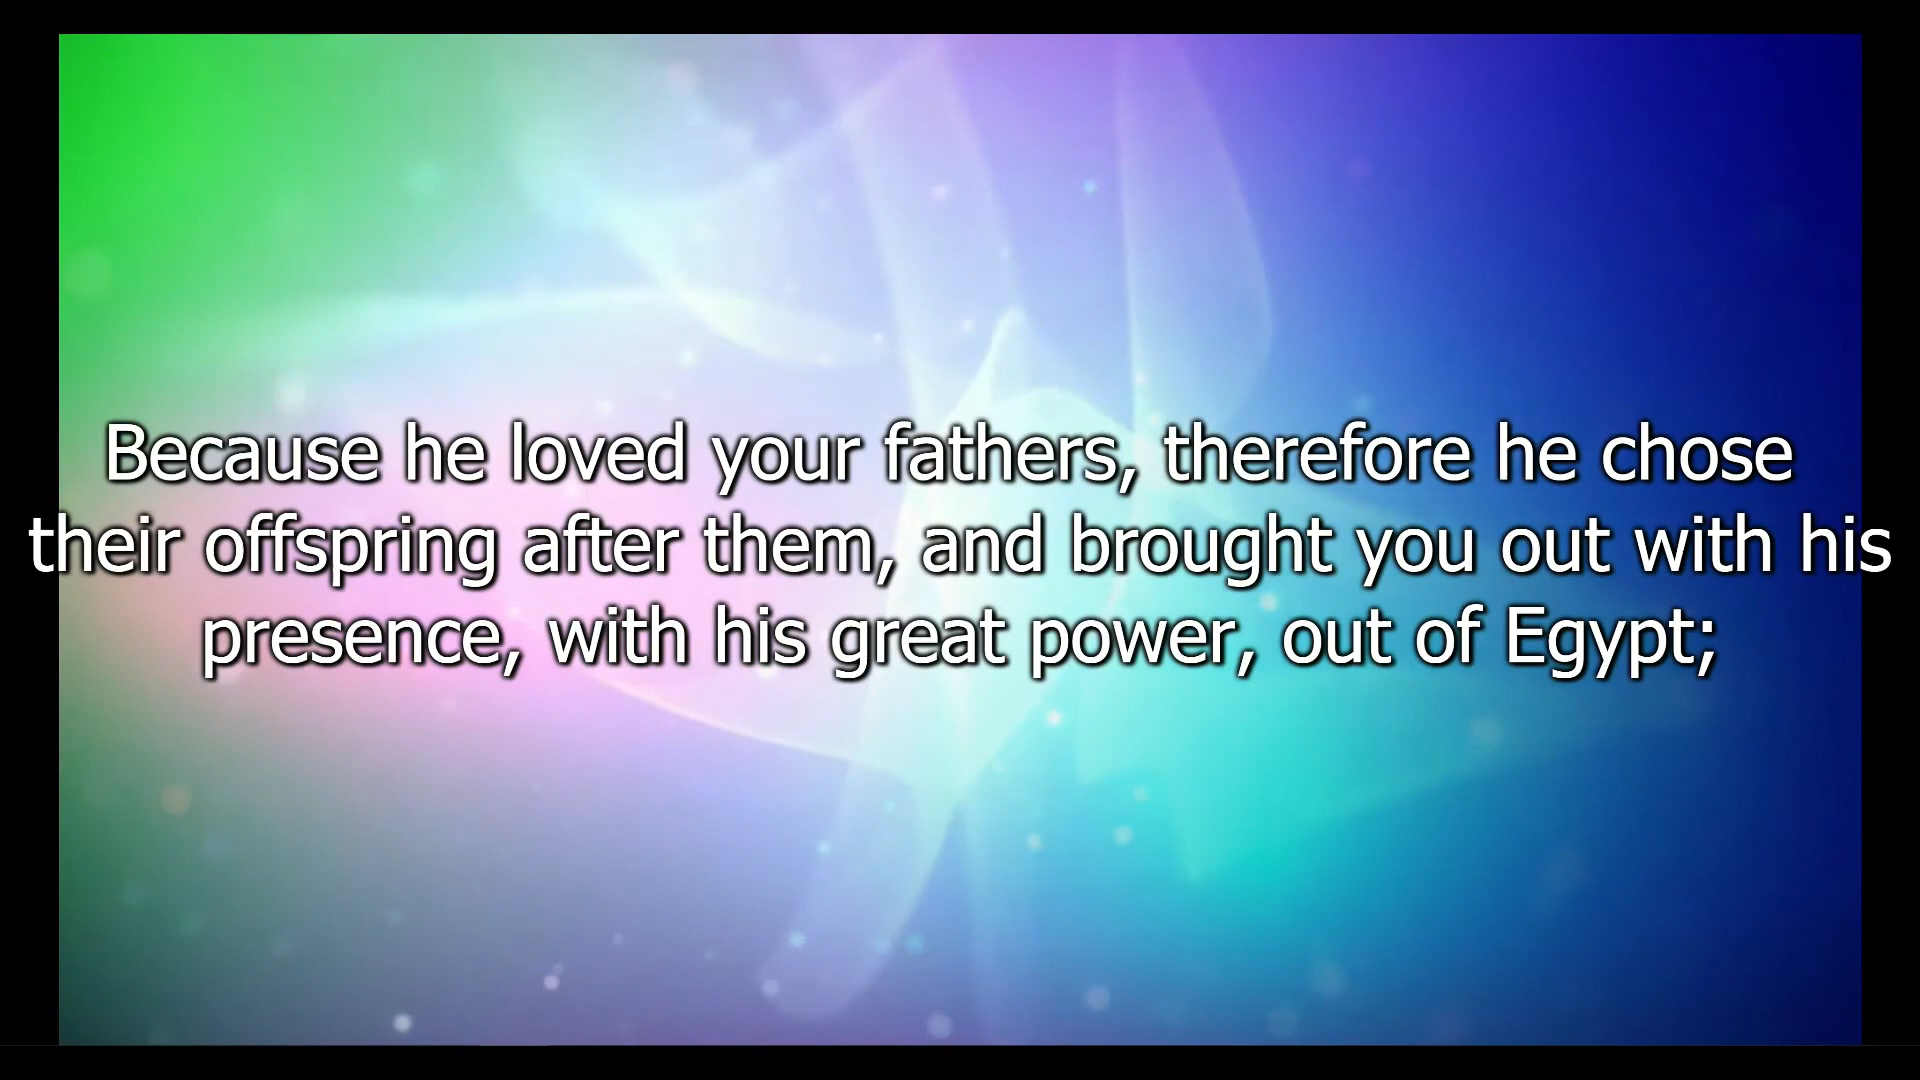 Because he loved your fathers, therefore he chose
their offspring after them, and brought you out with his
presence, with his great power, out of Egypt;